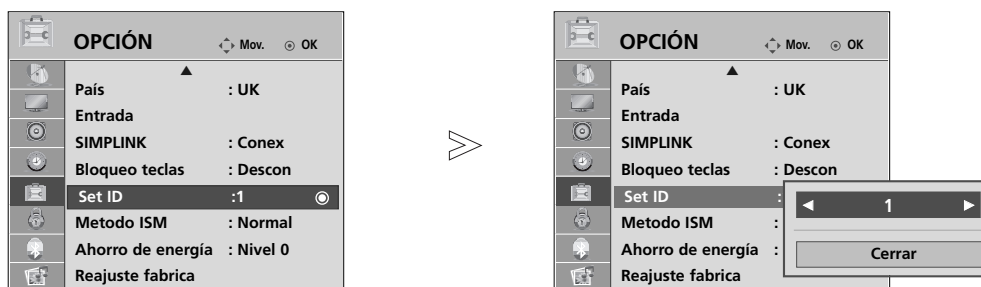 OPCIÓN Mov. OK
País : UK
Entrada
SIMPLINK : Conex
Bloqueo teclas : Descon
Set ID :1
Metodo ISM : Normal
Ahorro de energía : Nivel 0
Reajuste fabrica
OPCIÓN Mov. OK
País : UK
Entrada
SIMPLINK : Conex
Bloqueo teclas : Descon
Set ID :
Metodo ISM :
Ahorro de energía :
Reajuste fabrica
1
Cerrar